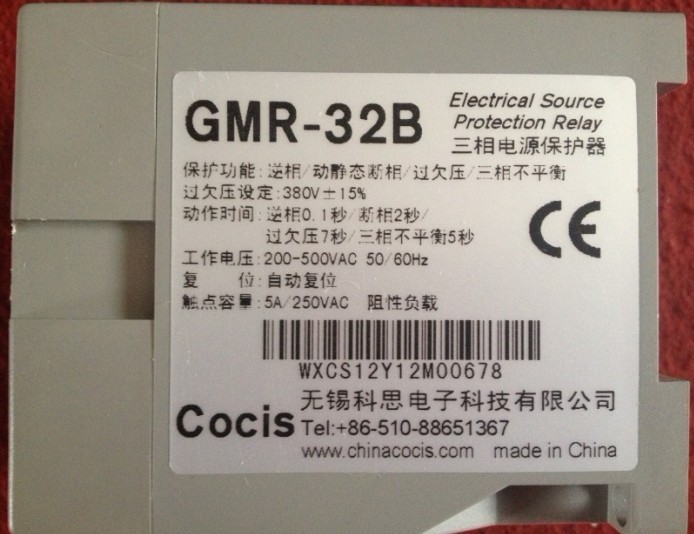 GMR-32B
Electrical Source
Protection Relay
三相电源保护器
保护功能:逆相/动静态断相/过欠压/三相不平衡
过欠压设定:380V±15%
动作时间:逆相0.1秒/断相2秒/
过欠压7秒/三相不平衡5秒
工作电压:200-500VAC 50/60Hz
复 位:自动复位
触点容量:5A/250VAC 阻性负载
CE
WXCS12Y12M00678
Cocis
无锡科思电子科技有限公司
Tel:+86-510-88651367
www.chinacocis.com made in China